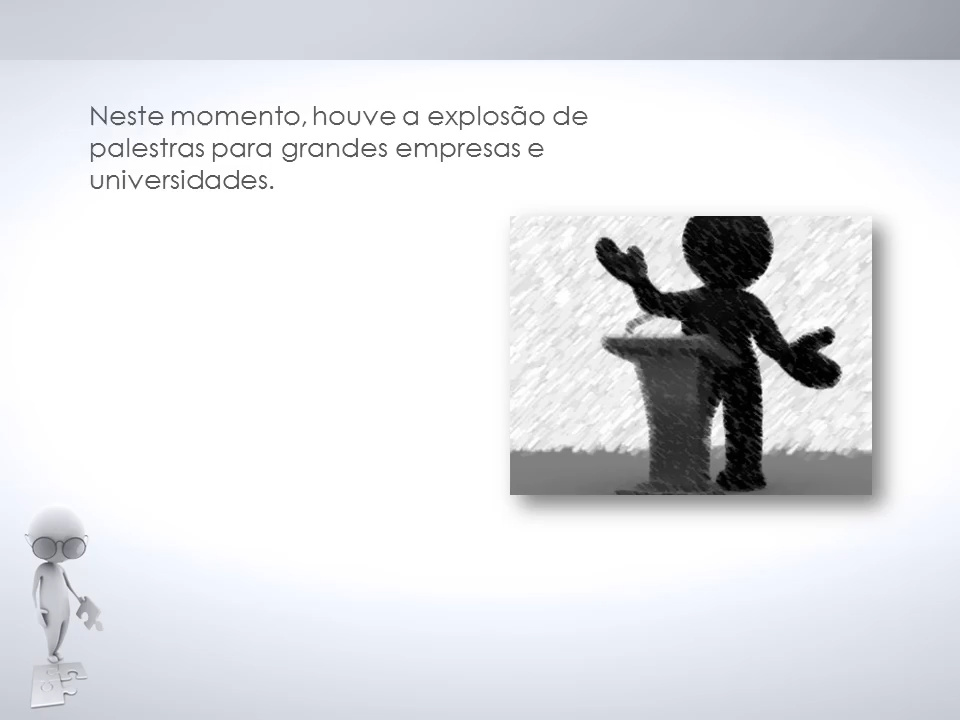 Neste momento, houve a explosão de
palestras para grandes empresas e
universidades.